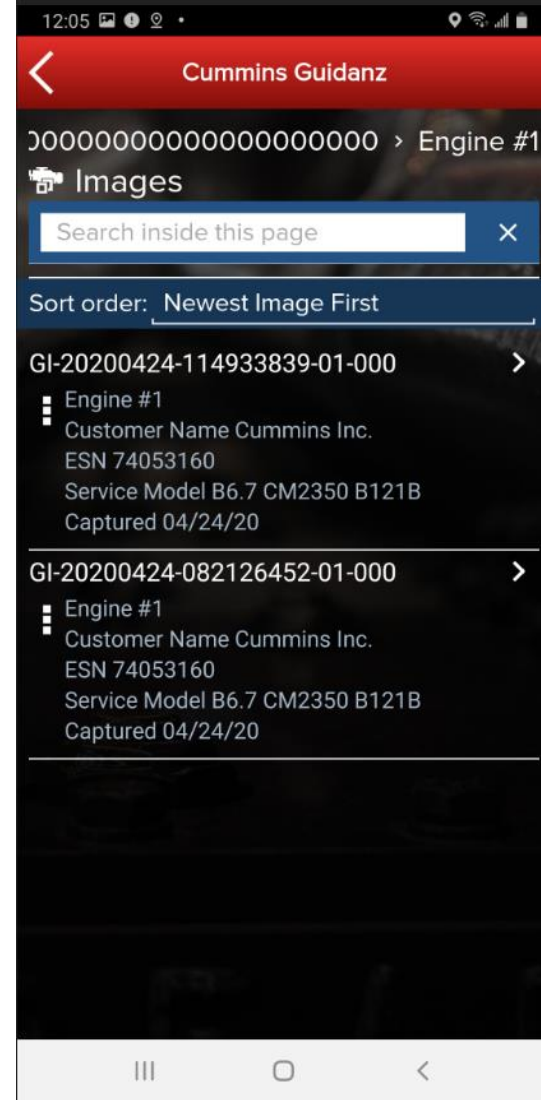 12:05
Cummins Guidanz
00000000000000000000000 › Engine #1
Images
Search inside this page
Sort order: Newest Image First
GI-20200424-114933839-01-000
Engine #1
Customer Name Cummins Inc.
ESN 74053160
Service Model B6.7 CM2350 B121B
Captured 04/24/20
GI-20200424-082126452-01-000
Engine #1
Customer Name Cummins Inc.
ESN 74053160
Service Model B6.7 CM2350 B121B
Captured 04/24/20